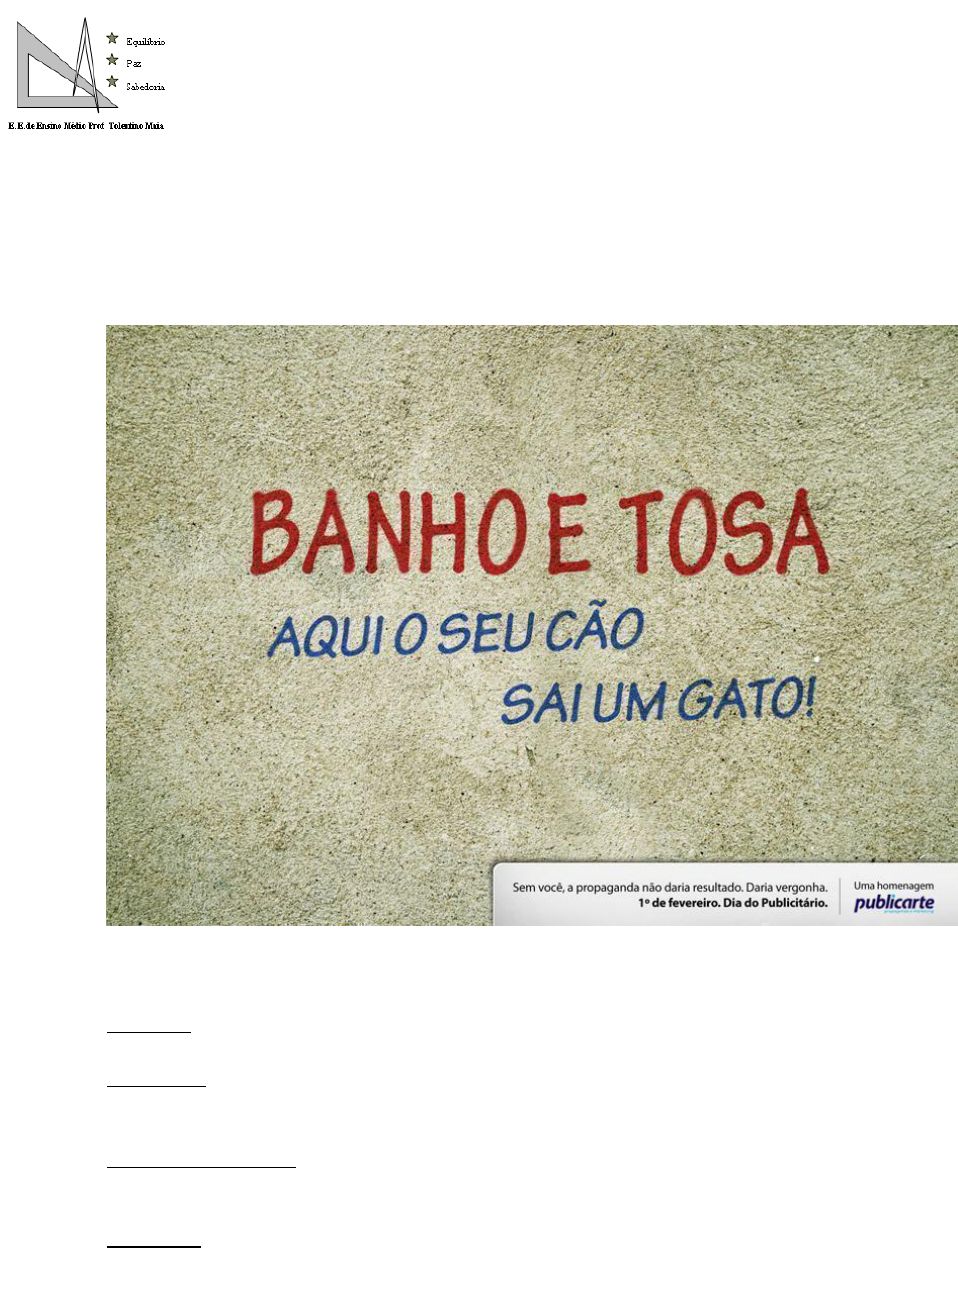 Equilíbrio
Paz
Sabedoria
E. E. de Ensino Médio Prof. Tolentino Maia
BANHO E TOSA
AQUI O SEU CÃO
SAI UM GATO!
Sem você, a propaganda não daria resultado. Daria vergonha.
1º de fevereiro. Dia do Publicitário.
Uma homenagem
publicarte